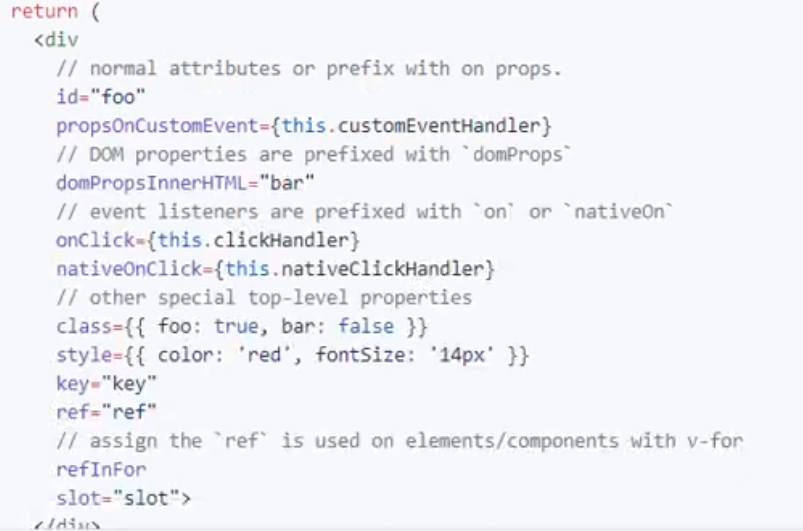 return (
<div
// normal attributes or prefix with on props.
id="foo"
propsOnCustomEvent={this.customEventHandler}
// DOM properties are prefixed with `domProps`
domPropsInnerHTML="bar"
// event listeners are prefixed with `on` or `nativeOn`
onClick={this.clickHandler}
nativeOnClick={this.nativeClickHandler}
// other special top-level properties
class={{ foo: true, bar: false }}
style={{ color: 'red', fontSize: '14px' }}
key="key"
ref="ref"
// assign the `ref` is used on elements/components with v-for
refInFor
slot="slot">
</div>